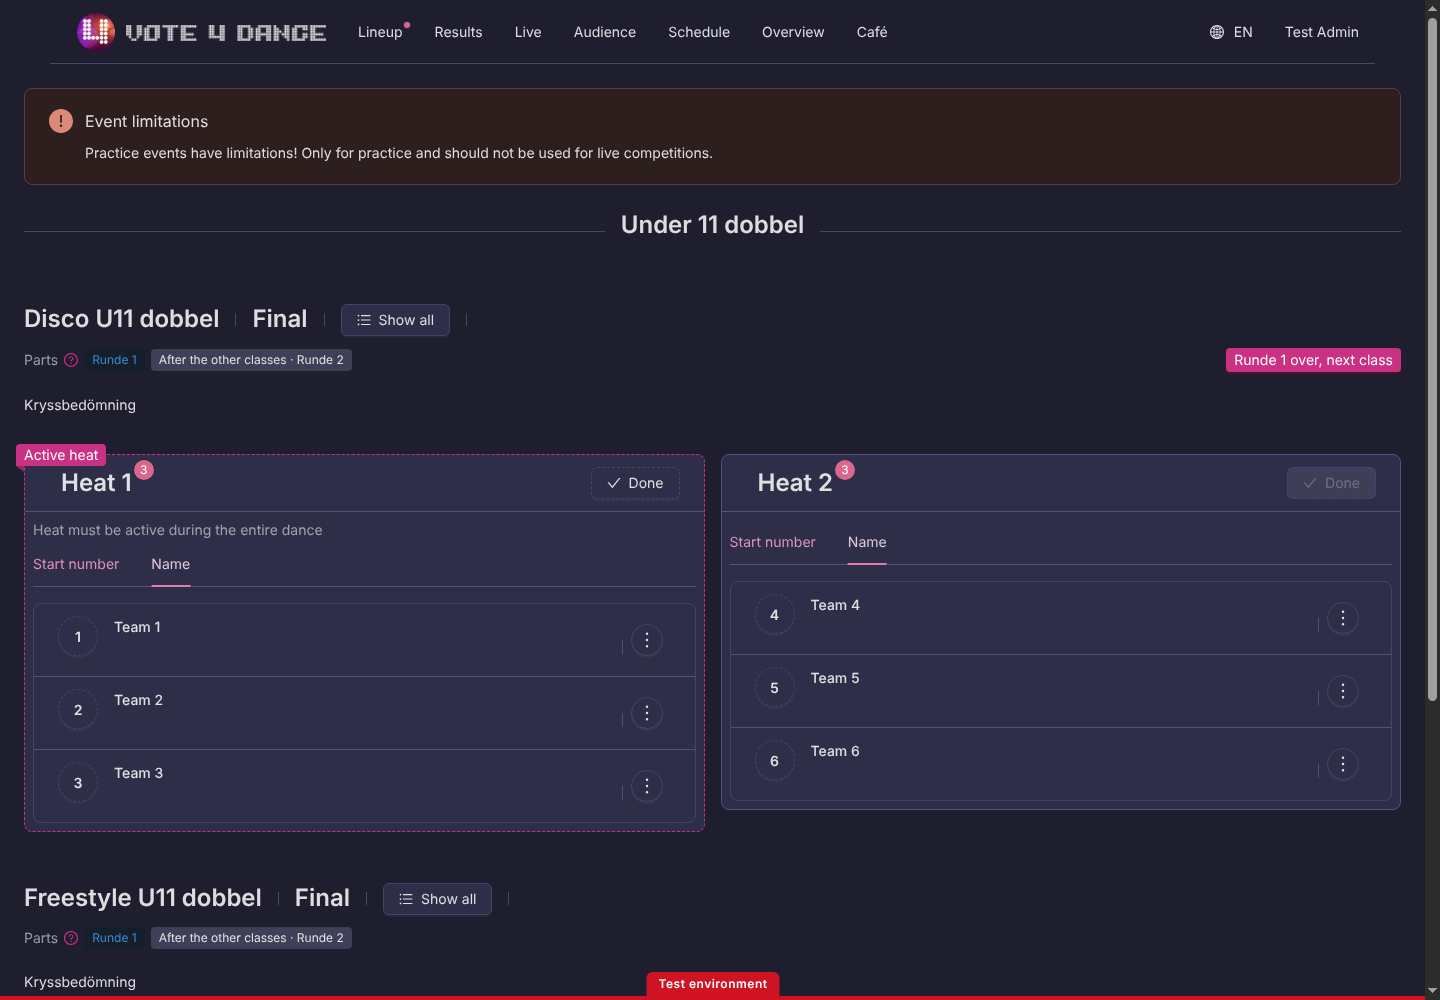 VOTE 4 DANCE
Lineup Results Live Audience Schedule Overview Café EN Test Admin
Event limitations
Practice events have limitations! Only for practice and should not be used for live competitions.
Under 11 dobbel
Disco U11 dobbel Final Show all
Parts Runde 1 After the other classes · Runde 2 Runde 1 over, next class
Kryssbedömning
Active heat
Heat 1 3 Done
Heat must be active during the entire dance
Start number Name
1 Team 1
2 Team 2
3 Team 3
Heat 2 3 Done
Start number Name
4 Team 4
5 Team 5
6 Team 6
Freestyle U11 dobbel Final Show all
Parts Runde 1 After the other classes · Runde 2
Kryssbedömning
Test environment